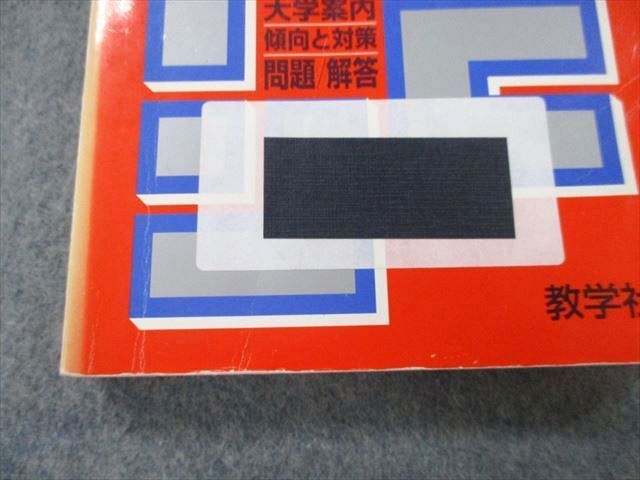 大学案内
傾向と対策
問題/解答
教学社